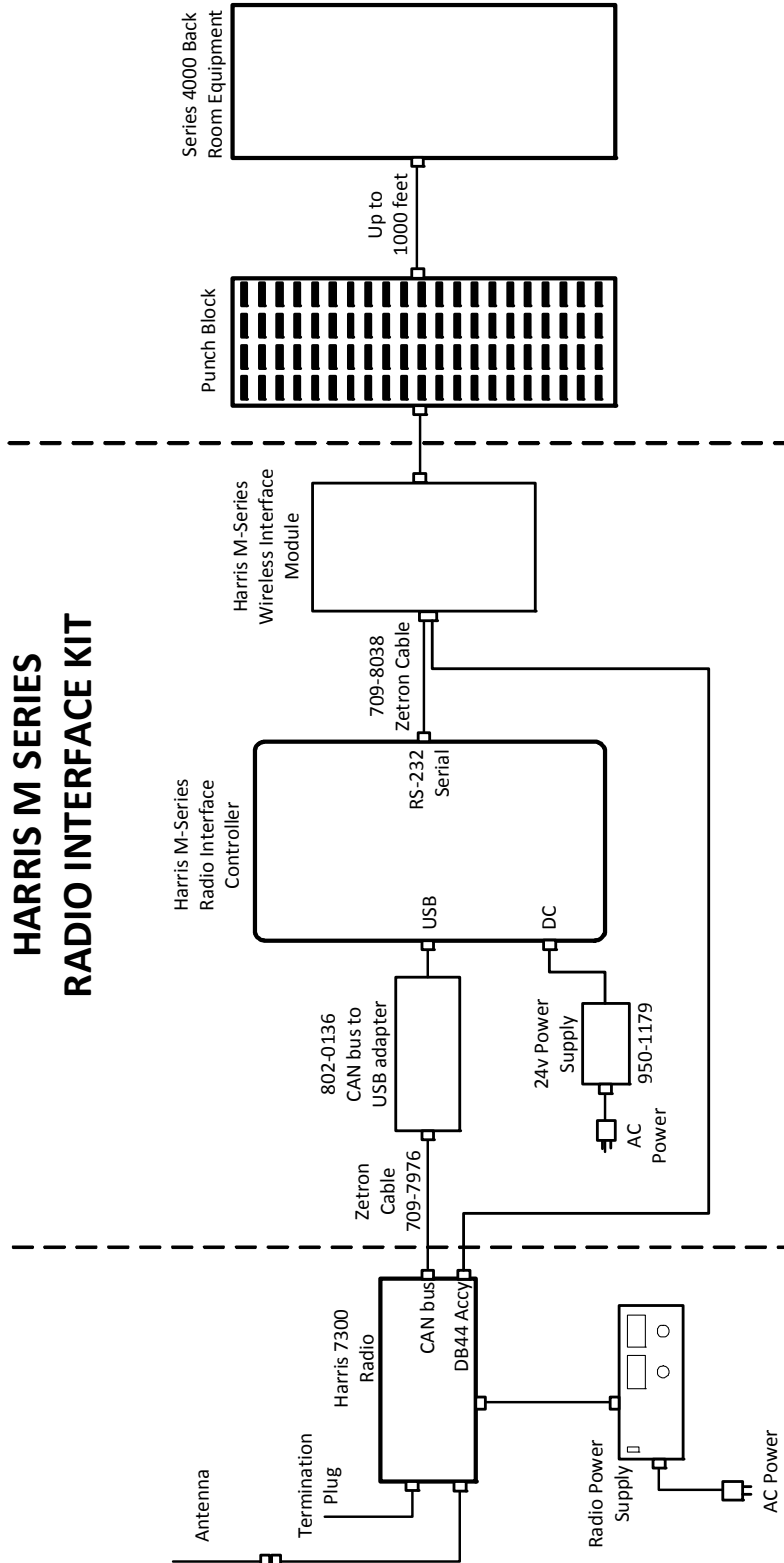 HARRIS M SERIES
RADIO INTERFACE KIT
Antenna
Termination
Plug
Harris 7300
Radio
CAN bus
DB44 Accy
Radio Power
Supply
AC Power
Zetron
Cable
709-7976
802-0136
CAN bus to
USB adapter
24v Power
Supply
950-1179
AC
Power
Harris M-Series
Radio Interface
Controller
USB
DC
RS-232
Serial
709-8038
Zetron Cable
Harris M-Series
Wireless Interface
Module
Punch Block
Up to
1000 feet
Series 4000 Back
Room Equipment